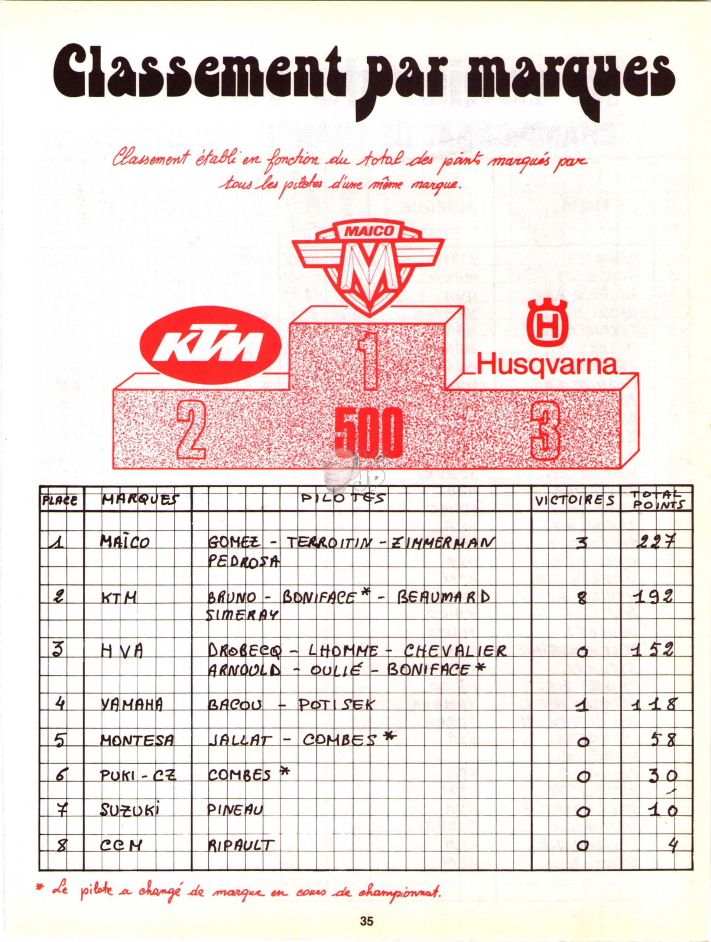 Classement par marques
Classement établi en fonction du total des points marqués par
tous les pilotes d'une même marque.
MAICO
M
KTM
H
Husqvarna
1
2
500
3
PLACE MARQUES PILOTES VICTOIRES TOTAL POINTS
1 MAÏCO GOMEZ - TERROITIN - ZIMMERMAN 3 227
PEDROSA
2 KTM BRUNO - BONIFACE* - BEAUMARD 8 192
SIMERAY
3 HVA DROBECQ - LHOMME - CHEVALIER 0 152
ARNOULD - OULIÉ - BONIFACE*
4 YAMAHA BACOU - POTISEK 1 118
5 MONTESA JALLAT - COMBES* 0 58
6 PUKI-CZ COMBES* 0 30
7 SUZUKI PINEAU 0 10
8 CCM RIPAULT 0 4
* Le pilote a changé de marque en cours de championnat.
35